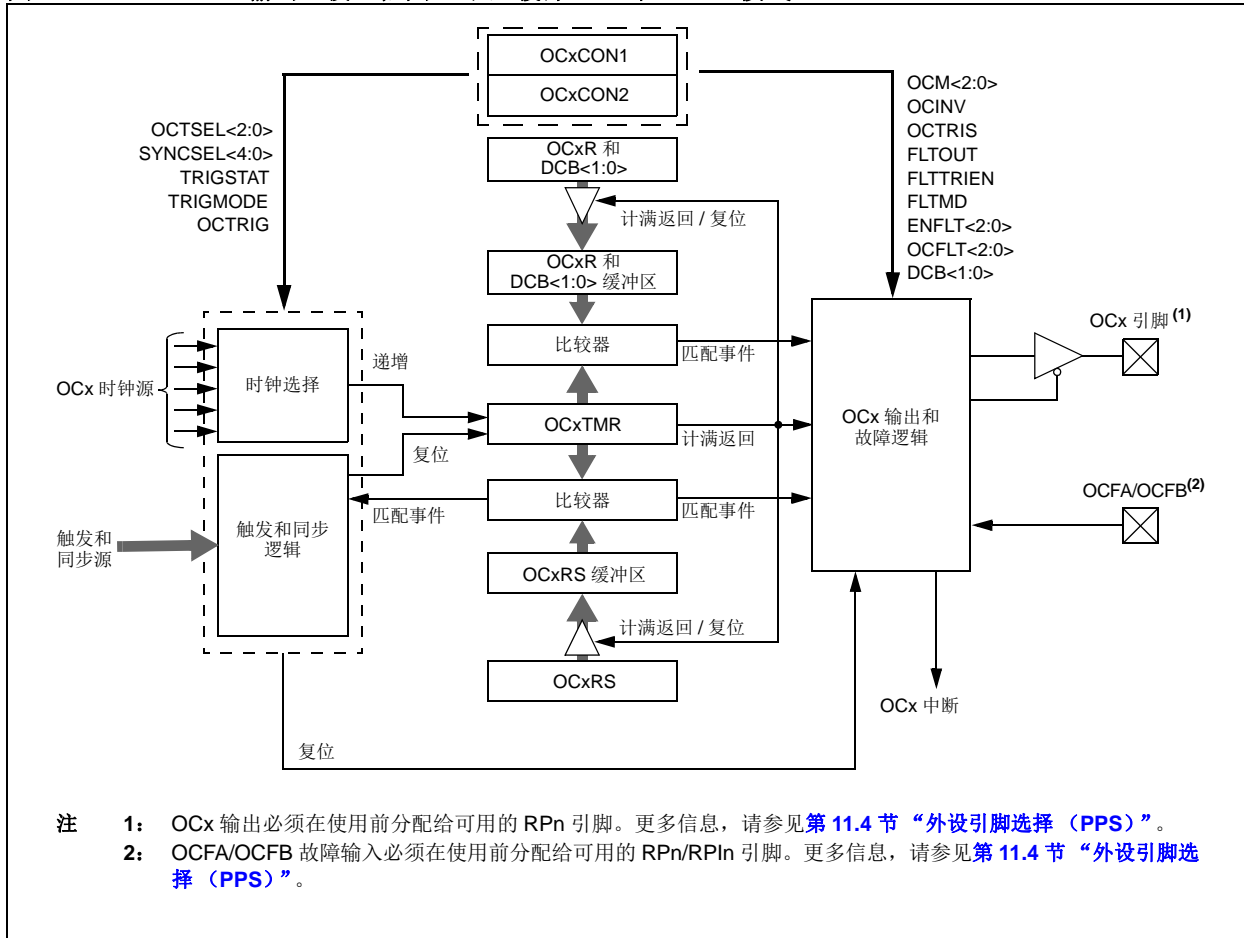 OCxCON1
OCxCON2
OCTSEL<2:0>
SYNCSEL<4:0>
TRIGSTAT
TRIGMODE
OCTRIG
OCM<2:0>
OCINV
OCTRIS
FLTOUT
FLTTRIEN
FLTMD
ENFLT<2:0>
OCFLT<2:0>
DCB<1:0>
OCxR 和
DCB<1:0>
计满返回 / 复位
OCxR 和
DCB<1:0> 缓冲区
比较器
匹配事件
OCx 时钟源
时钟选择
递增
OCxTMR
计满返回
复位
OCx 输出和
故障逻辑
OCx 引脚 (1)
OCFA/OCFB(2)
触发和
同步源
触发和同步
逻辑
匹配事件
比较器
匹配事件
OCxRS 缓冲区
计满返回 / 复位
OCxRS
OCx 中断
复位
注 1: OCx 输出必须在使用前分配给可用的 RPn 引脚。更多信息，请参见第 11.4 节 “外设引脚选择 （PPS）”。
2: OCFA/OCFB 故障输入必须在使用前分配给可用的 RPn/RPIn 引脚。更多信息，请参见第 11.4 节 “外设引脚选
择 （PPS）”。